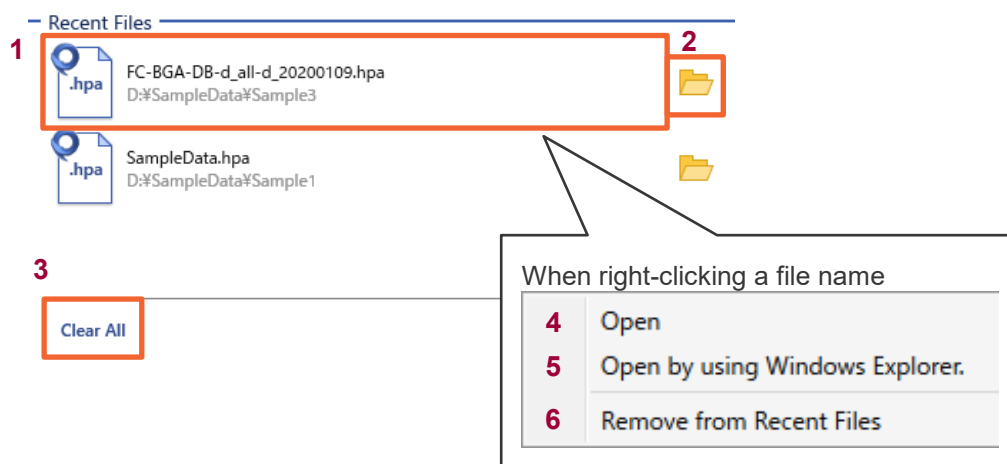 Recent Files
1
2
.hpa
FC-BGA-DB-d_all-d_20200109.hpa
D:¥SampleData¥Sample3
.hpa
SampleData.hpa
D:¥SampleData¥Sample1
3
Clear All
When right-clicking a file name
4 Open
5 Open by using Windows Explorer.
6 Remove from Recent Files